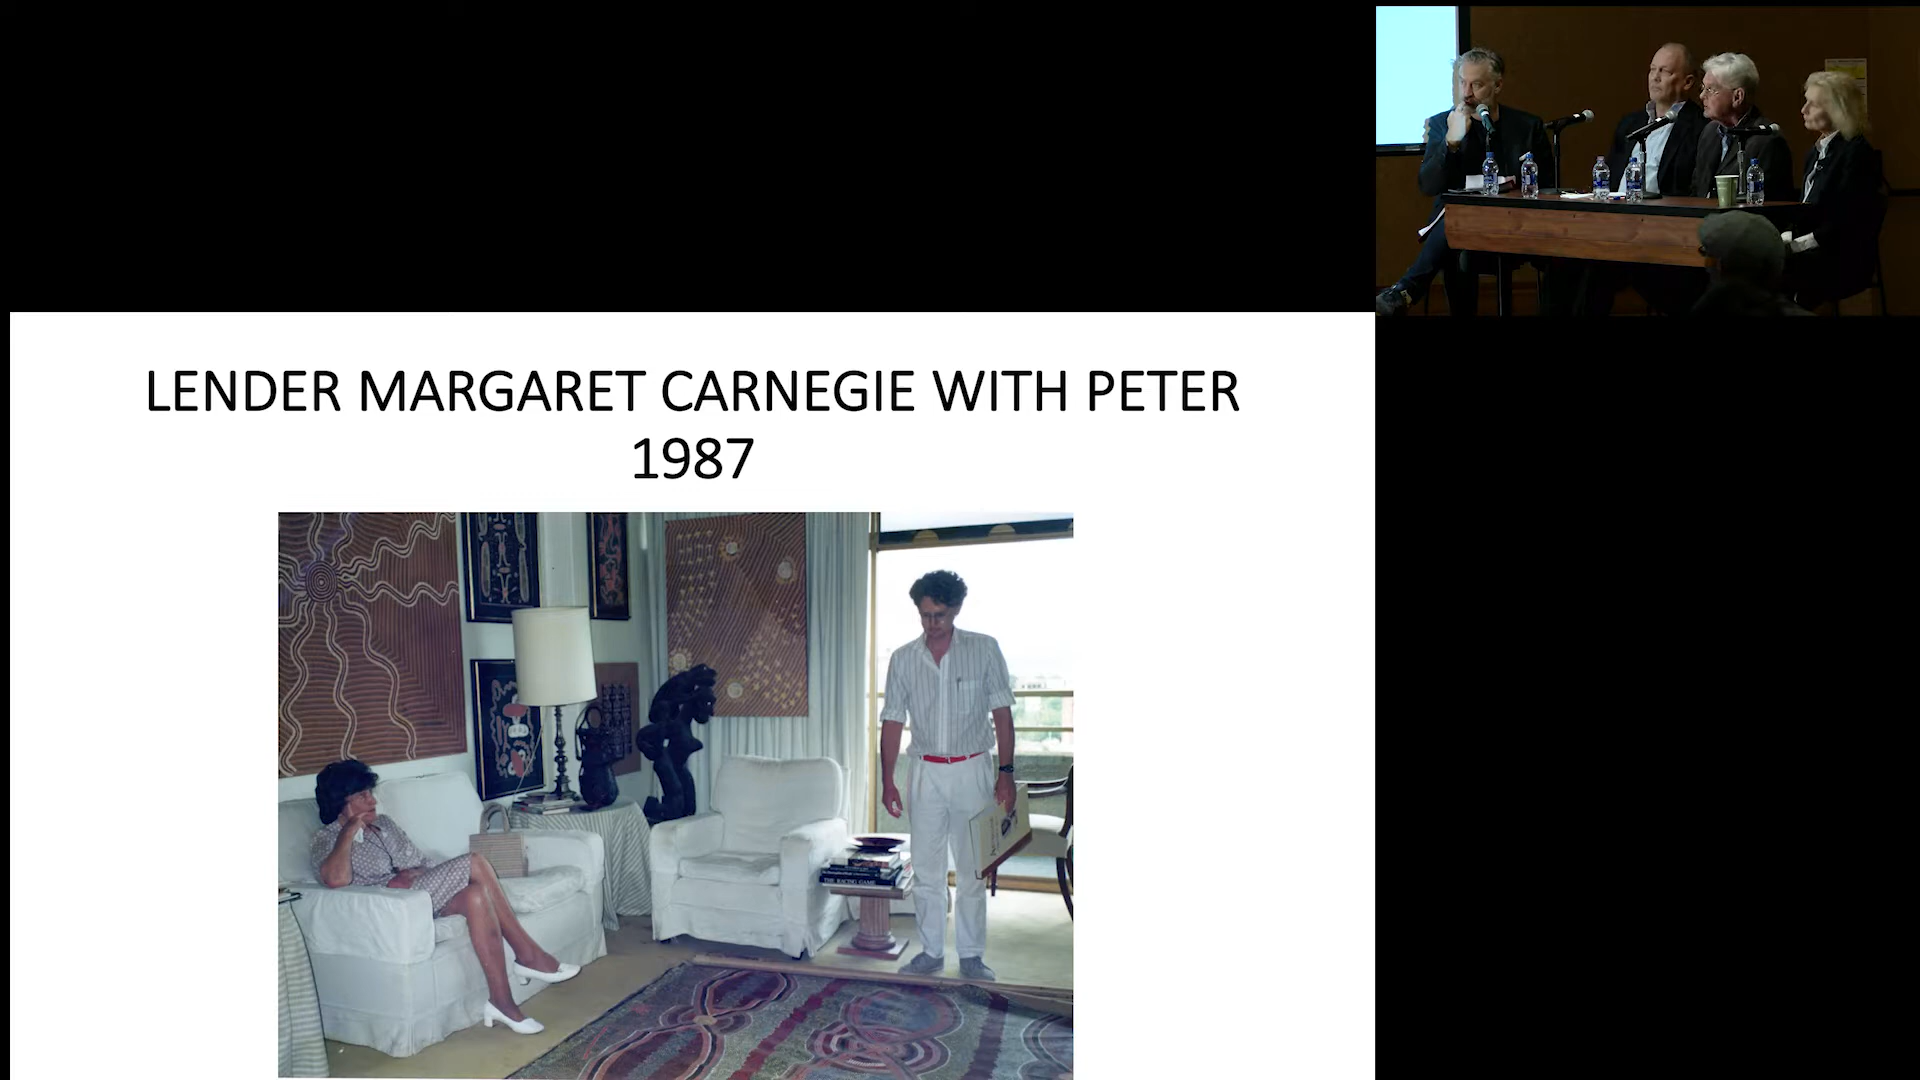 LENDER MARGARET CARNEGIE WITH PETER
1987
THE RACING GAME